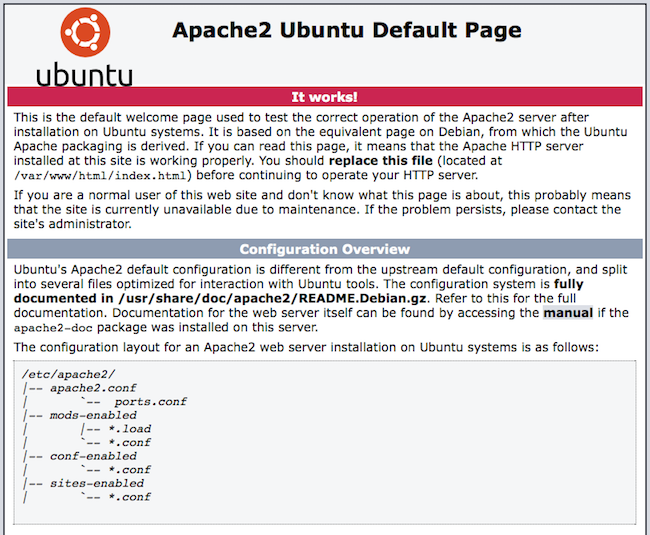 Apache2 Ubuntu Default Page
ubuntu
It works!
This is the default welcome page used to test the correct operation of the Apache2 server after
installation on Ubuntu systems. It is based on the equivalent page on Debian, from which the Ubuntu
Apache packaging is derived. If you can read this page, it means that the Apache HTTP server
installed at this site is working properly. You should replace this file (located at
/var/www/html/index.html) before continuing to operate your HTTP server.
If you are a normal user of this web site and don't know what this page is about, this probably means
that the site is currently unavailable due to maintenance. If the problem persists, please contact the
site's administrator.
Configuration Overview
Ubuntu's Apache2 default configuration is different from the upstream default configuration, and split
into several files optimized for interaction with Ubuntu tools. The configuration system is fully
documented in /usr/share/doc/apache2/README.Debian.gz. Refer to this for the full
documentation. Documentation for the web server itself can be found by accessing the manual if the
apache2-doc package was installed on this server.
The configuration layout for an Apache2 web server installation on Ubuntu systems is as follows:
/etc/apache2/
|-- apache2.conf
|       `--  ports.conf
|-- mods-enabled
|       |-- *.load
|       `-- *.conf
|-- conf-enabled
|       `-- *.conf
|-- sites-enabled
|       `-- *.conf